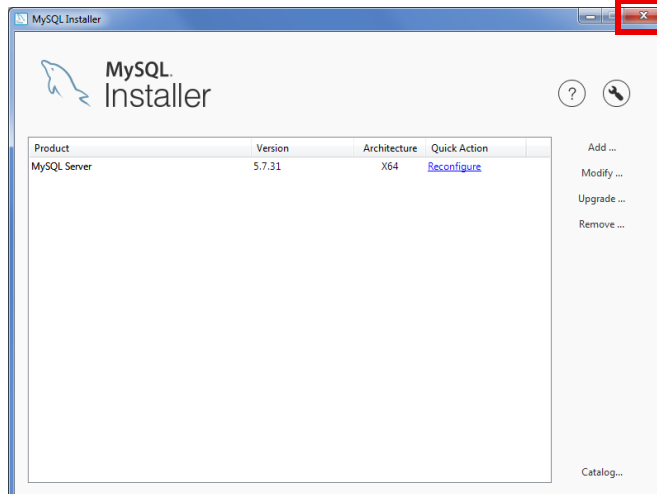 MySQL Installer
MySQL.
Installer
?
Product Version Architecture Quick Action
MySQL Server 5.7.31 X64 Reconfigure
Add ...
Modify ...
Upgrade ...
Remove ...
Catalog...